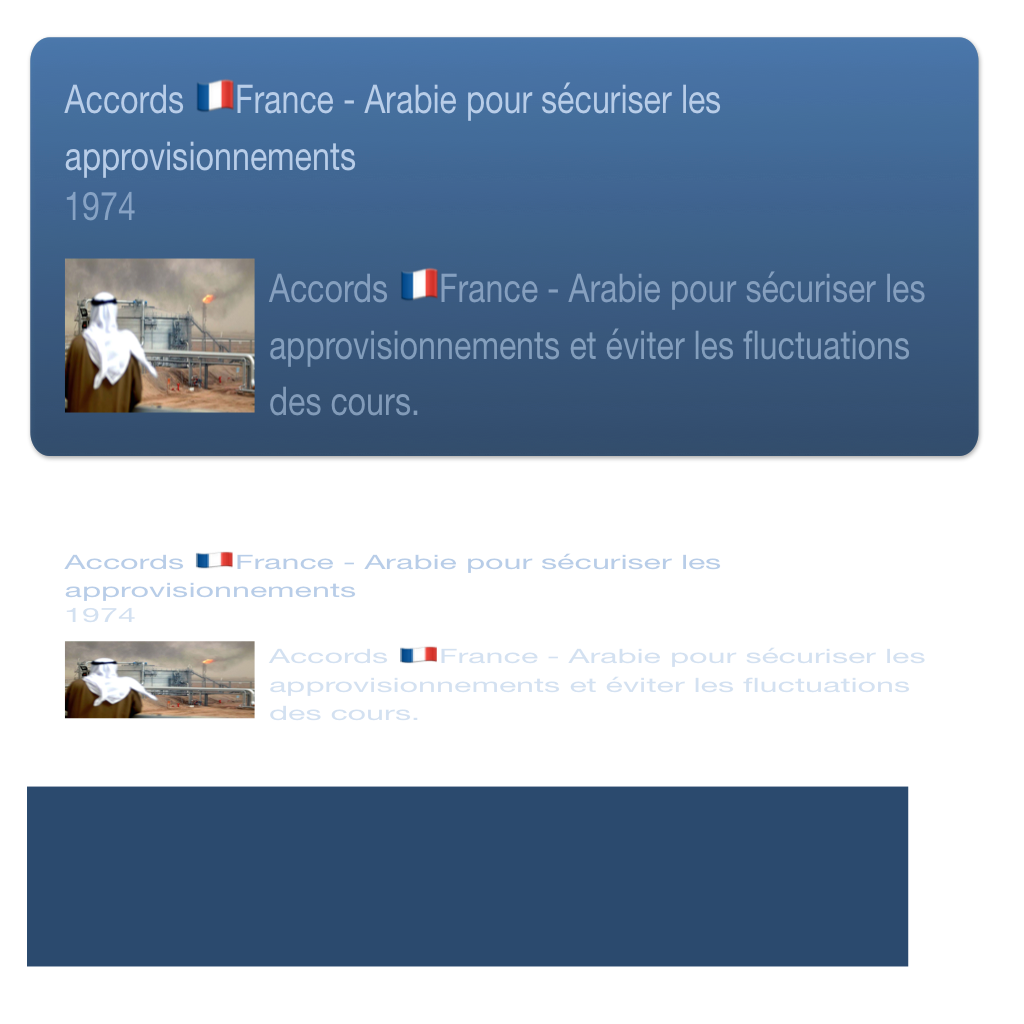 Accords 🇫🇷France - Arabie pour sécuriser les
approvisionnements
1974
Accords 🇫🇷France - Arabie pour sécuriser les
approvisionnements et éviter les fluctuations
des cours.
Accords 🇫🇷France - Arabie pour sécuriser les
approvisionnements
1974
Accords 🇫🇷France - Arabie pour sécuriser les
approvisionnements et éviter les fluctuations
des cours.